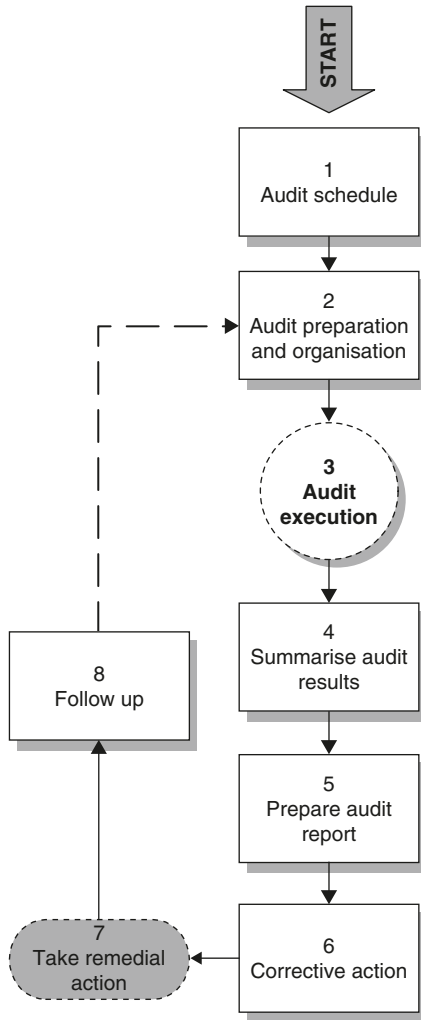 START
1
Audit schedule
2
Audit preparation
and organisation
3
Audit
execution
4
Summarise audit
results
5
Prepare audit
report
6
Corrective action
7
Take remedial
action
8
Follow up